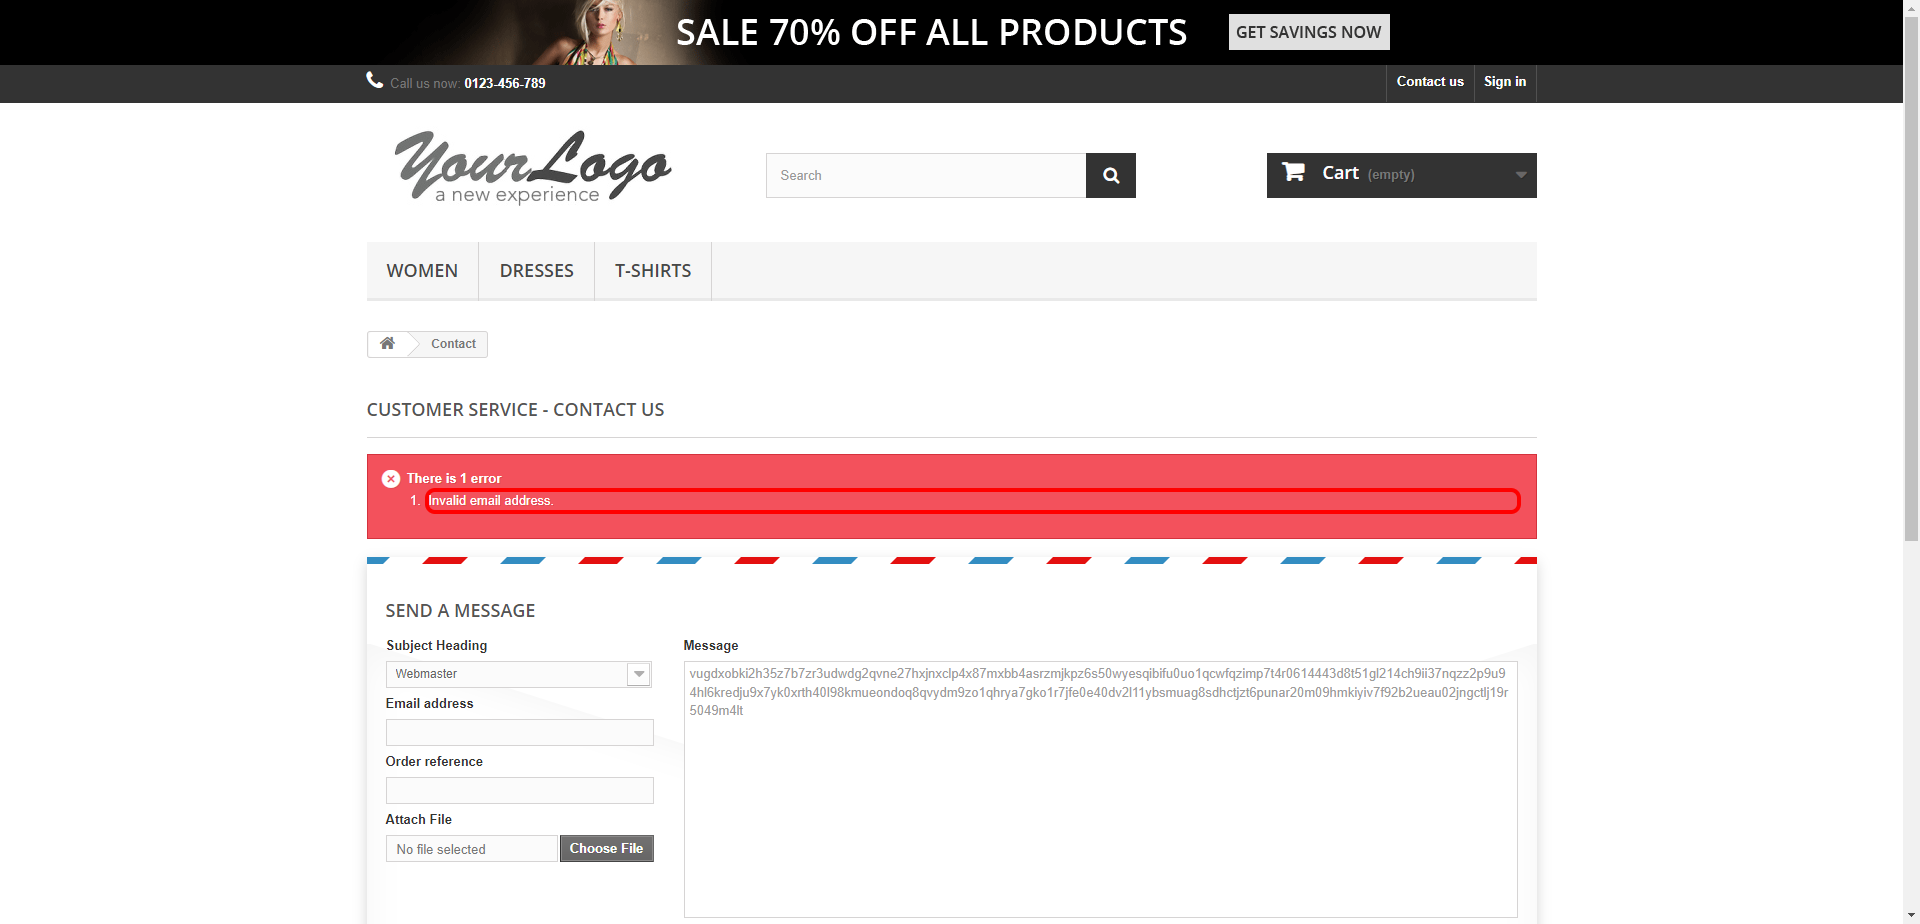 SALE 70% OFF ALL PRODUCTS GET SAVINGS NOW
Call us now: 0123-456-789 Contact us Sign in
YourLogo
a new experience
Search
Cart (empty)
WOMEN DRESSES T-SHIRTS
Contact
CUSTOMER SERVICE - CONTACT US
There is 1 error
1. Invalid email address.
SEND A MESSAGE
Subject Heading
Webmaster
Email address
Order reference
Attach File
No file selected Choose File
Message
vugdxobki2h35z7b7zr3udwdg2qvne27hxjnxclp4x87mxbb4asrzmjkpz6s50wyesqibifu0uo1qcwfqzimp7t4r0614443d8t51gl214ch9ii37nqzz2p9u9
4hl6kredju9x7yk0xrth40l98kmueondoq8qvydm9zo1qhrya7gko1r7jfe0e40dv2l11ybsmuag8sdhctjzt6punar20m09hmkiyiv7f92b2ueau02jngctlj19r
5049m4lt